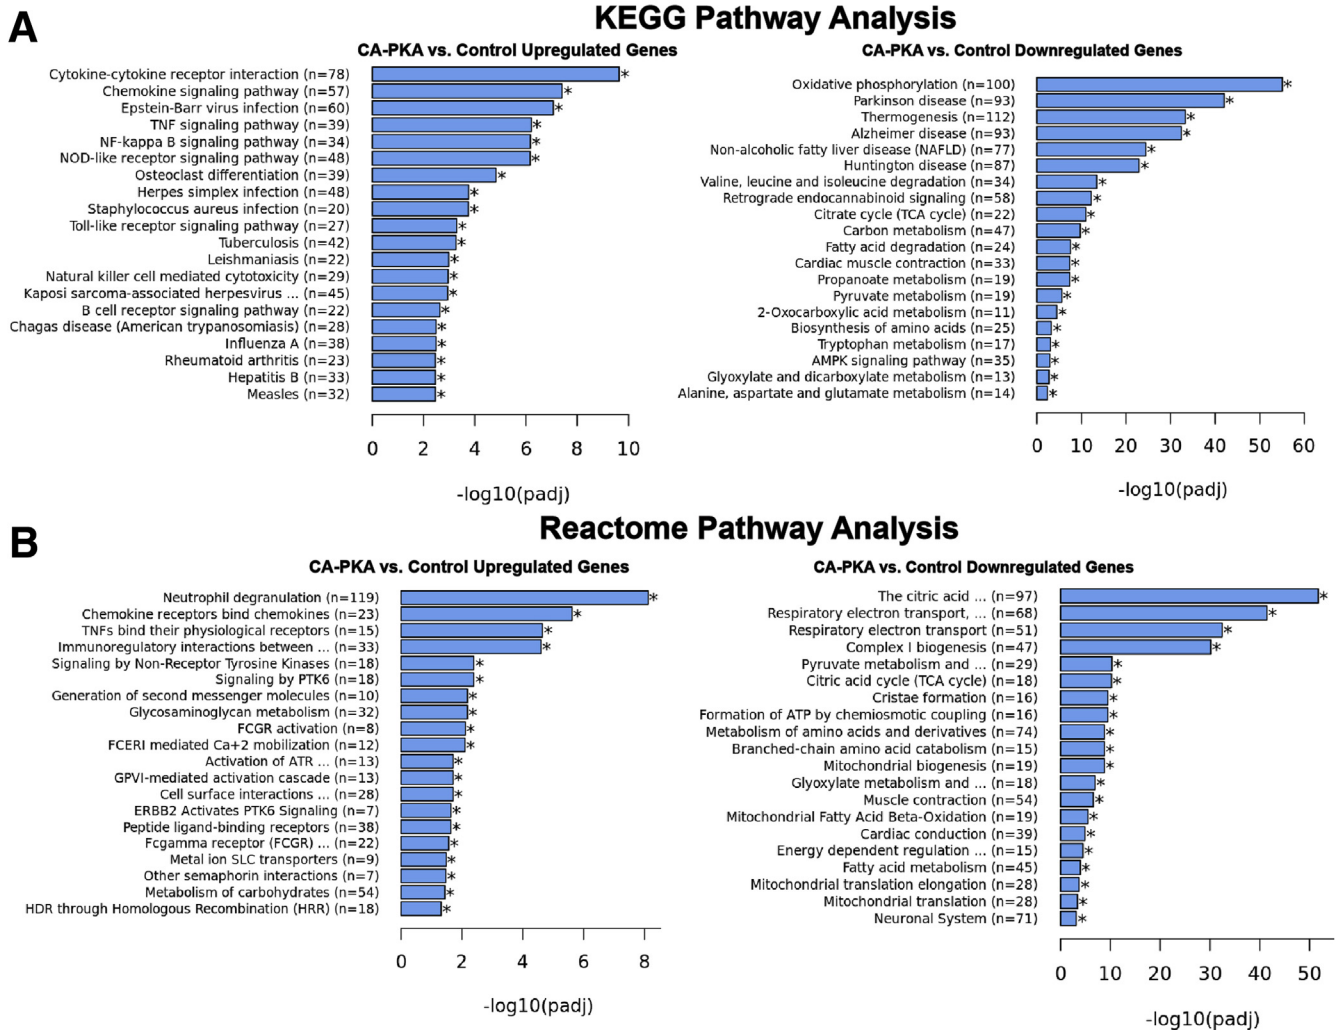 A
KEGG Pathway Analysis
CA-PKA vs. Control Upregulated Genes
Cytokine-cytokine receptor interaction (n=78) *
Chemokine signaling pathway (n=57) *
Epstein-Barr virus infection (n=60) *
TNF signaling pathway (n=39) *
NF-kappa B signaling pathway (n=34) *
NOD-like receptor signaling pathway (n=48) *
Osteoclast differentiation (n=39) *
Herpes simplex infection (n=48) *
Staphylococcus aureus infection (n=20) *
Toll-like receptor signaling pathway (n=27) *
Tuberculosis (n=42) *
Leishmaniasis (n=22) *
Natural killer cell mediated cytotoxicity (n=29) *
Kaposi sarcoma-associated herpesvirus ... (n=45) *
B cell receptor signaling pathway (n=22) *
Chagas disease (American trypanosomiasis) (n=28) *
Influenza A (n=38) *
Rheumatoid arthritis (n=23) *
Hepatitis B (n=33) *
Measles (n=32) *
0 2 4 6 8 10
-log10(padj)
CA-PKA vs. Control Downregulated Genes
Oxidative phosphorylation (n=100) *
Parkinson disease (n=93) *
Thermogenesis (n=112) *
Alzheimer disease (n=93) *
Non-alcoholic fatty liver disease (NAFLD) (n=77) *
Huntington disease (n=87) *
Valine, leucine and isoleucine degradation (n=34) *
Retrograde endocannabinoid signaling (n=58) *
Citrate cycle (TCA cycle) (n=22) *
Carbon metabolism (n=47) *
Fatty acid degradation (n=24) *
Cardiac muscle contraction (n=33) *
Propanoate metabolism (n=19) *
Pyruvate metabolism (n=19) *
2-Oxocarboxylic acid metabolism (n=11) *
Biosynthesis of amino acids (n=25) *
Tryptophan metabolism (n=17) *
AMPK signaling pathway (n=35) *
Glyoxylate and dicarboxylate metabolism (n=13) *
Alanine, aspartate and glutamate metabolism (n=14) *
0 10 20 30 40 50 60
-log10(padj)
B
Reactome Pathway Analysis
CA-PKA vs. Control Upregulated Genes
Neutrophil degranulation (n=119) *
Chemokine receptors bind chemokines (n=23) *
TNFs bind their physiological receptors (n=15) *
Immunoregulatory interactions between ... (n=33) *
Signaling by Non-Receptor Tyrosine Kinases (n=18) *
Signaling by PTK6 (n=18) *
Generation of second messenger molecules (n=10) *
Glycosaminoglycan metabolism (n=32) *
FCGR activation (n=8) *
FCERI mediated Ca+2 mobilization (n=12) *
Activation of ATR ... (n=13) *
GPVI-mediated activation cascade (n=13) *
Cell surface interactions ... (n=28) *
ERBB2 Activates PTK6 Signaling (n=7) *
Peptide ligand-binding receptors (n=38) *
Fcgamma receptor (FCGR) ... (n=22) *
Metal ion SLC transporters (n=9) *
Other semaphorin interactions (n=7) *
Metabolism of carbohydrates (n=54) *
HDR through Homologous Recombination (HRR) (n=18) *
0 2 4 6 8
-log10(padj)
CA-PKA vs. Control Downregulated Genes
The citric acid ... (n=97) *
Respiratory electron transport, ... (n=68) *
Respiratory electron transport (n=51) *
Complex I biogenesis (n=47) *
Pyruvate metabolism and ... (n=29) *
Citric acid cycle (TCA cycle) (n=18) *
Cristae formation (n=16) *
Formation of ATP by chemiosmotic coupling (n=16) *
Metabolism of amino acids and derivatives (n=74) *
Branched-chain amino acid catabolism (n=15) *
Mitochondrial biogenesis (n=19) *
Glyoxylate metabolism and ... (n=18) *
Muscle contraction (n=54) *
Mitochondrial Fatty Acid Beta-Oxidation (n=19) *
Cardiac conduction (n=39) *
Energy dependent regulation ... (n=15) *
Fatty acid metabolism (n=45) *
Mitochondrial translation elongation (n=28) *
Mitochondrial translation (n=28) *
Neuronal System (n=71) *
0 10 20 30 40 50
-log10(padj)